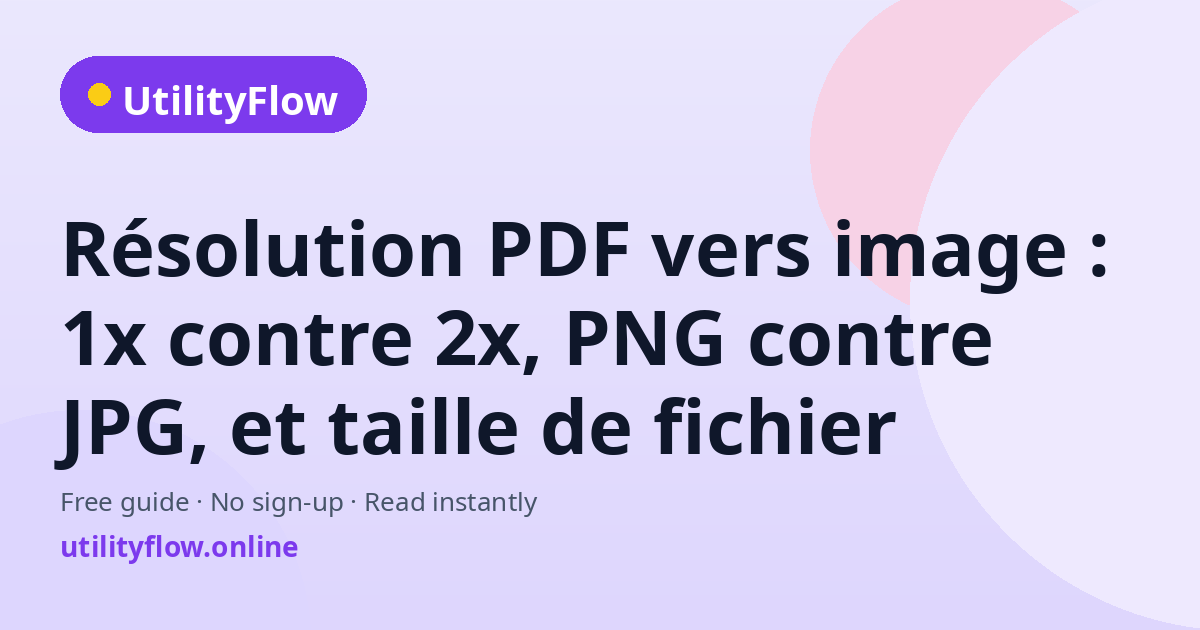 UtilityFlow
Résolution PDF vers image :
1x contre 2x, PNG contre
JPG, et taille de fichier
Free guide · No sign-up · Read instantly
utilityflow.online